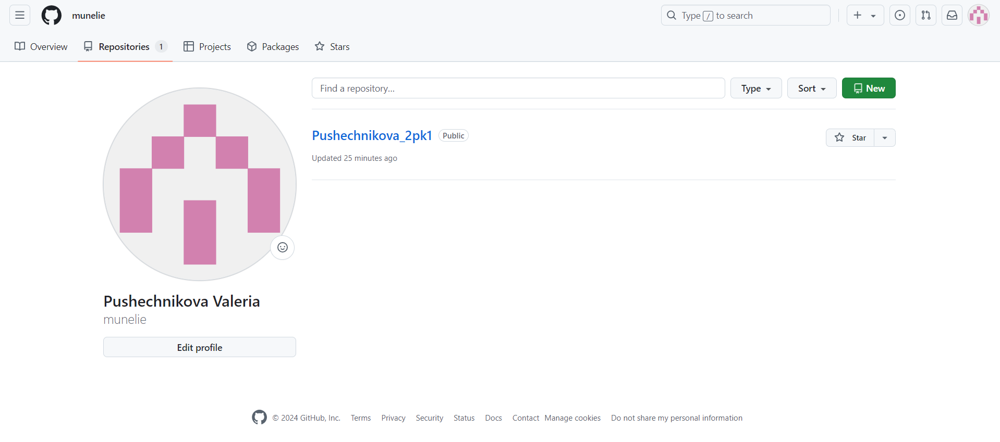 munelie
Type / to search
Overview Repositories 1 Projects Packages Stars
Find a repository...
Type Sort New
Pushechnikova_2pk1 Public
Star
Updated 25 minutes ago
Pushechnikova Valeria
munelie
Edit profile
© 2024 GitHub, Inc. Terms Privacy Security Status Docs Contact Manage cookies Do not share my personal information